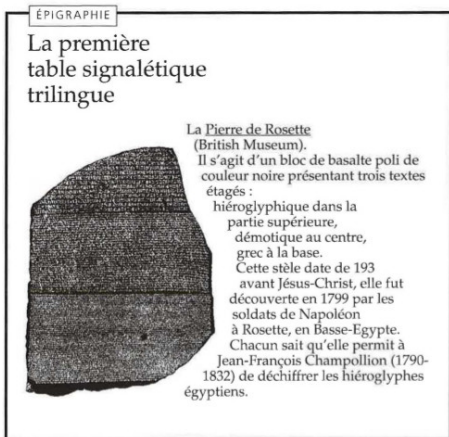 ÉPIGRAPHIE
La première
table signalétique
trilingue
La Pierre de Rosette
(British Museum).
Il s'agit d'un bloc de basalte poli de
couleur noire présentant trois textes
étagés :
hiéroglyphique dans la
partie supérieure,
démotique au centre,
grec à la base.
Cette stèle date de 193
avant Jésus-Christ, elle fut
découverte en 1799 par les
soldats de Napoléon
à Rosette, en Basse-Egypte.
Chacun sait qu'elle permit à
Jean-François Champollion (1790-
1832) de déchiffrer les hiéroglyphes
égyptiens.